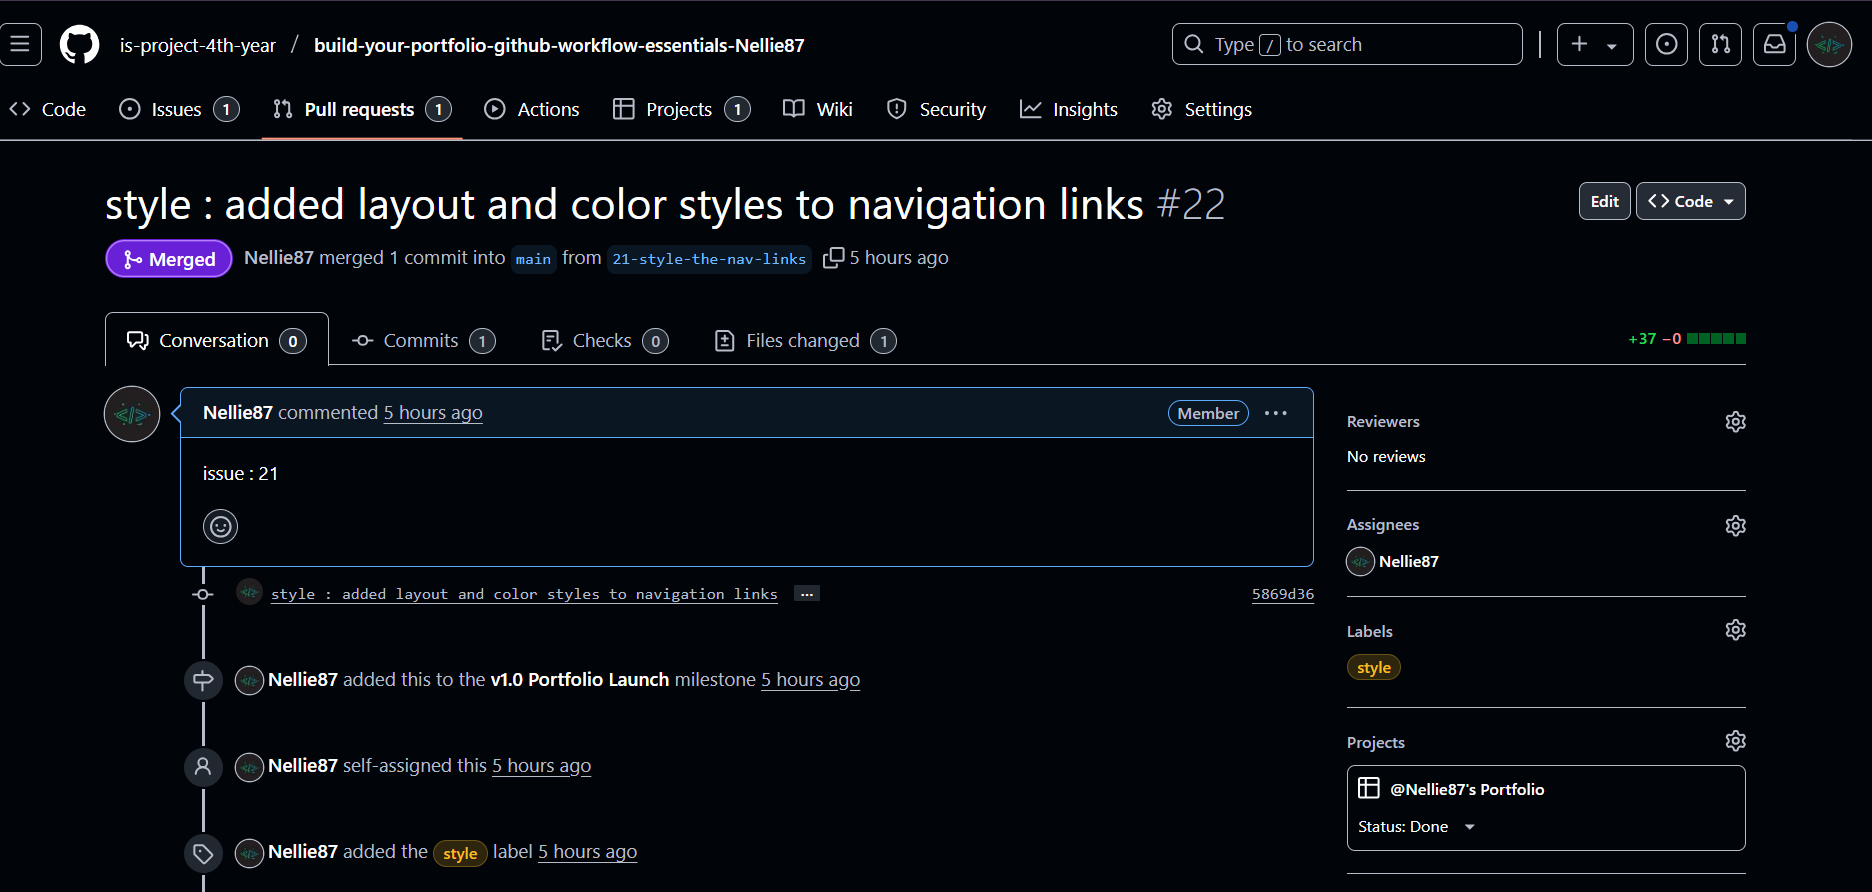 is-project-4th-year / build-your-portfolio-github-workflow-essentials-Nellie87
Type / to search
Code
Issues 1
Pull requests 1
Actions
Projects 1
Wiki
Security
Insights
Settings
style : added layout and color styles to navigation links #22
Edit
Code
Merged
Nellie87 merged 1 commit into main from 21-style-the-nav-links 5 hours ago
Conversation 0
Commits 1
Checks 0
Files changed 1
+37 −0
Nellie87 commented 5 hours ago
Member
issue : 21
style : added layout and color styles to navigation links ...
5869d36
Nellie87 added this to the v1.0 Portfolio Launch milestone 5 hours ago
Nellie87 self-assigned this 5 hours ago
Nellie87 added the style label 5 hours ago
Reviewers
No reviews
Assignees
Nellie87
Labels
style
Projects
@Nellie87's Portfolio
Status: Done